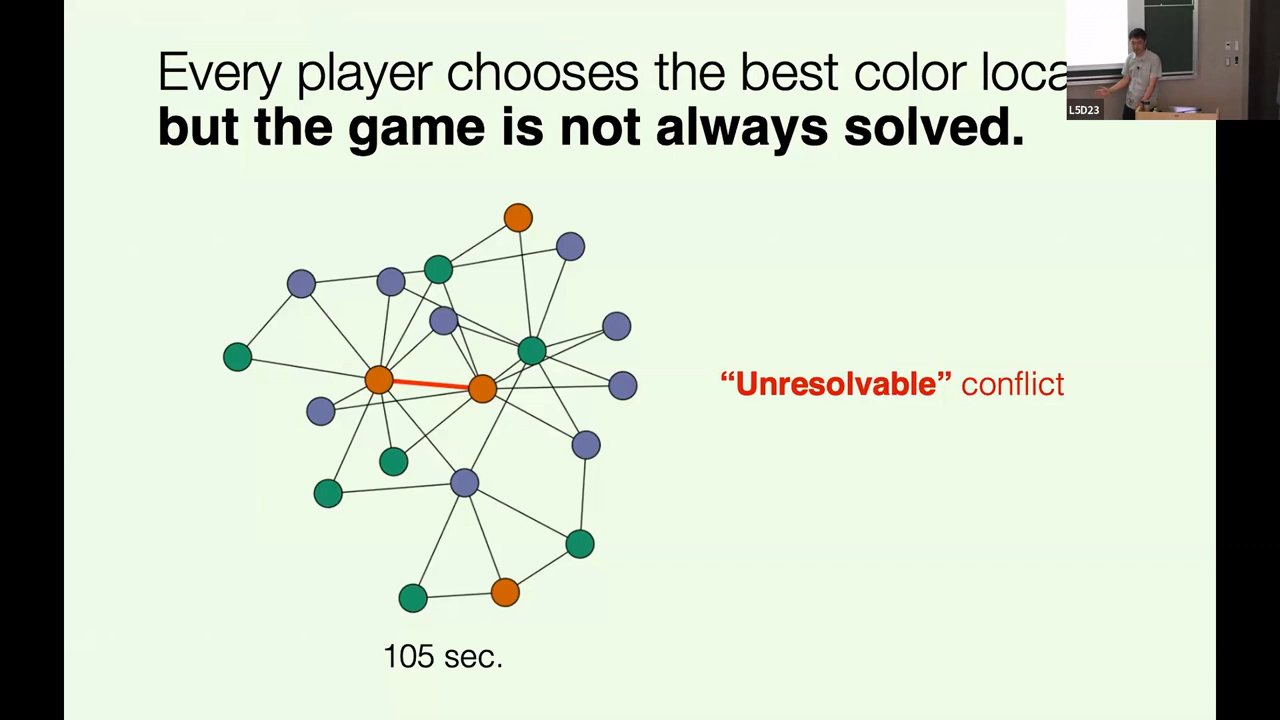 Every player chooses the best color loca
but the game is not always solved.
L5D23
“Unresolvable” conflict
105 sec.